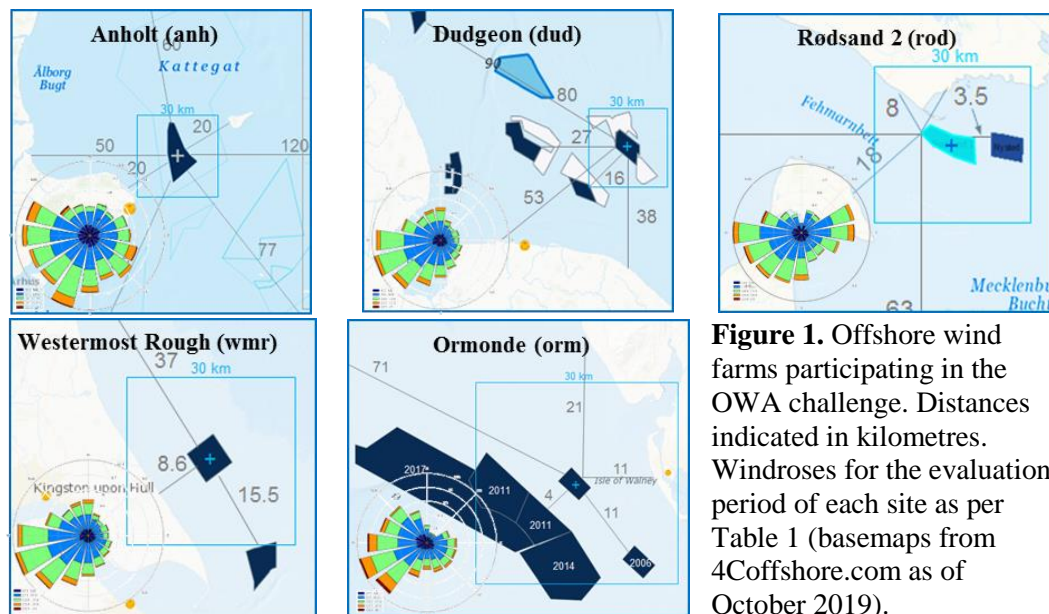 Anholt (anh)
60
Kattegat
Ålborg
Bugt
30 km
20
50
120
20
77
Dudgeon (dud)
90
80
30 km
27
16
53
38
Rødsand 2 (rod)
30 km
3.5
8
Fehmarnbelt
18
Nysted
Mecklenbu
Bucht
63
Westermost Rough (wmr)
37
30 km
8.6
Kingston upon Hull
15.5
Ormonde (orm)
71
30 km
21
2017
2011
11
Isle of Walney
4
2011
11
2014
2006
Figure 1. Offshore wind
farms participating in the
OWA challenge. Distances
indicated in kilometres.
Windroses for the evaluation
period of each site as per
Table 1 (basemaps from
4Coffshore.com as of
October 2019).